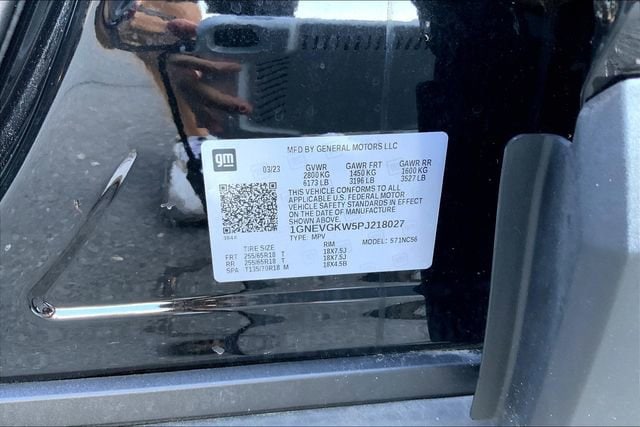 gm
MFD BY GENERAL MOTORS LLC
03/23 GVWR GAWR FRT GAWR RR
2800 KG 1450 KG 1600 KG
6173 LB 3196 LB 3527 LB
THIS VEHICLE CONFORMS TO ALL
APPLICABLE U.S. FEDERAL MOTOR
VEHICLE SAFETY STANDARDS IN EFFECT
ON THE DATE OF MANUFACTURE
SHOWN ABOVE.
1GNEVGKW5PJ218027
TYPE: MPV MODEL: S71NC56
TIRE SIZE RIM
FRT 255/65R18 T 18X7.5J
RR 255/65R18 T 18X7.5J
SPA T135/70R18 M 18X4.5B